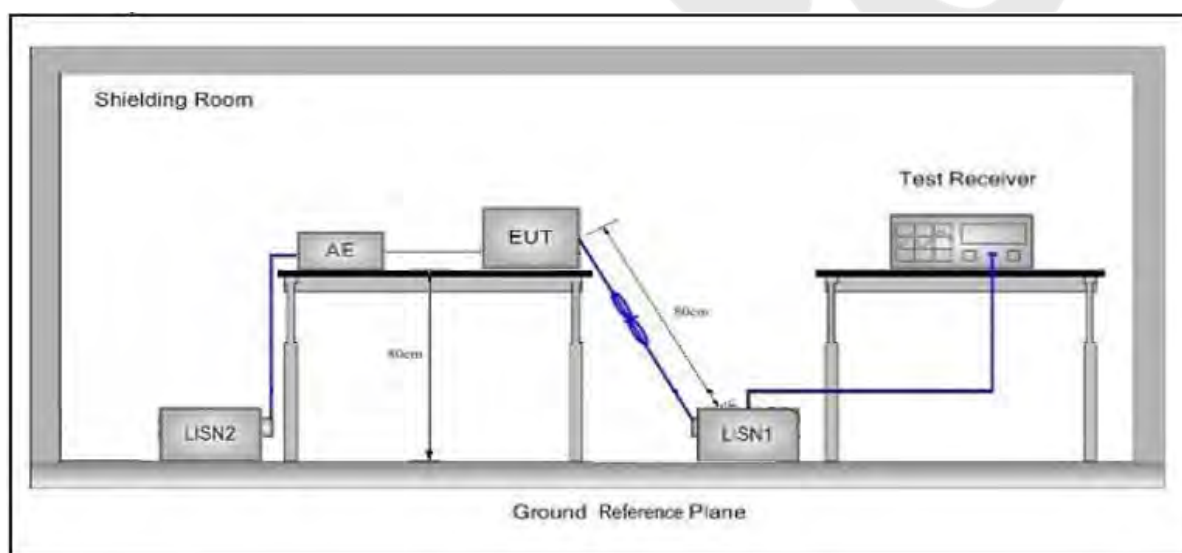 Shielding Room
Test Receiver
AE
EUT
80cm
80cm
LISN2
LISN1
Ground Reference Plane